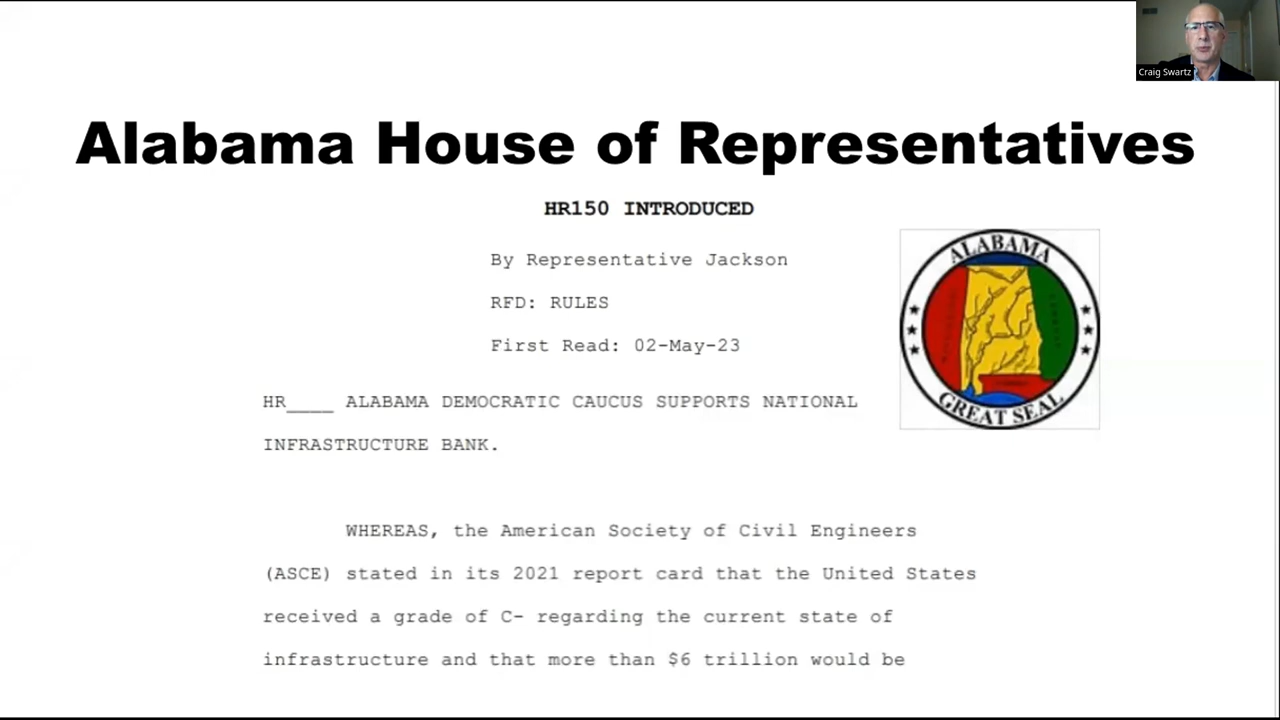 Craig Swartz
Alabama House of Representatives
HR150 INTRODUCED
By Representative Jackson
RFD: RULES
First Read: 02-May-23
ALABAMA
GREAT SEAL
HR____ ALABAMA DEMOCRATIC CAUCUS SUPPORTS NATIONAL
INFRASTRUCTURE BANK.
WHEREAS, the American Society of Civil Engineers
(ASCE) stated in its 2021 report card that the United States
received a grade of C- regarding the current state of
infrastructure and that more than $6 trillion would be